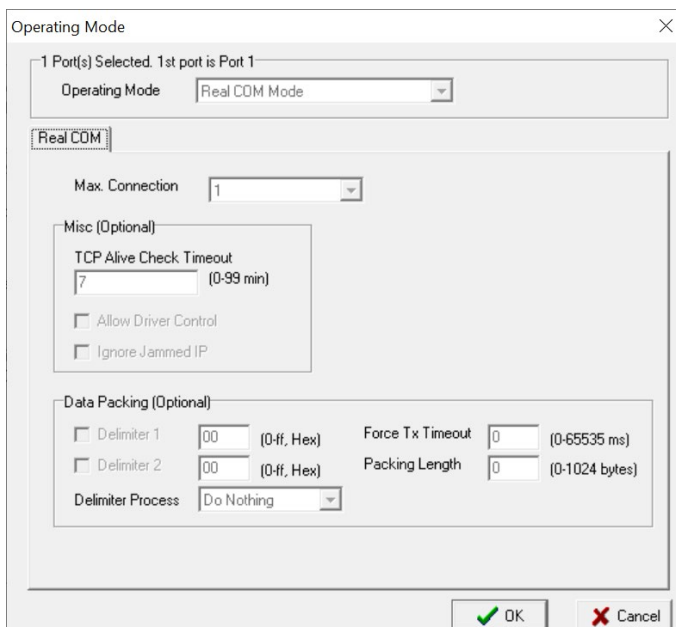 Operating Mode
1 Port(s) Selected. 1st port is Port 1
Operating Mode Real COM Mode
Real COM
Max. Connection 1
Misc (Optional)
TCP Alive Check Timeout
7 (0-99 min)
Allow Driver Control
Ignore Jammed IP
Data Packing (Optional)
Delimiter 1 00 (0-ff, Hex) Force Tx Timeout 0 (0-65535 ms)
Delimiter 2 00 (0-ff, Hex) Packing Length 0 (0-1024 bytes)
Delimiter Process Do Nothing
OK Cancel